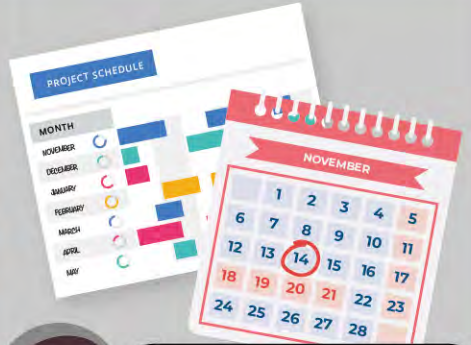 PROJECT SCHEDULE
MONTH
NOVEMBER
DECEMBER
JANUARY
FEBRUARY
MARCH
APRIL
MAY
NOVEMBER
1 2 3 4 5
6 7 8 9 10 11
12 13 14 15 16 17
18 19 20 21 22 23
24 25 26 27 28